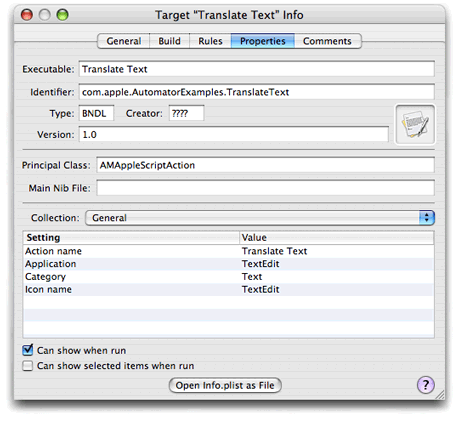 Target “Translate Text” Info
General Build Rules Properties Comments
Executable: Translate Text
Identifier: com.apple.AutomatorExamples.TranslateText
Type: BNDL Creator: ????
Version: 1.0
Principal Class: AMAppleScriptAction
Main Nib File:
Collection: General
Setting Value
Action name Translate Text
Application TextEdit
Category Text
Icon name TextEdit
Can show when run
Can show selected items when run
Open Info.plist as File ?